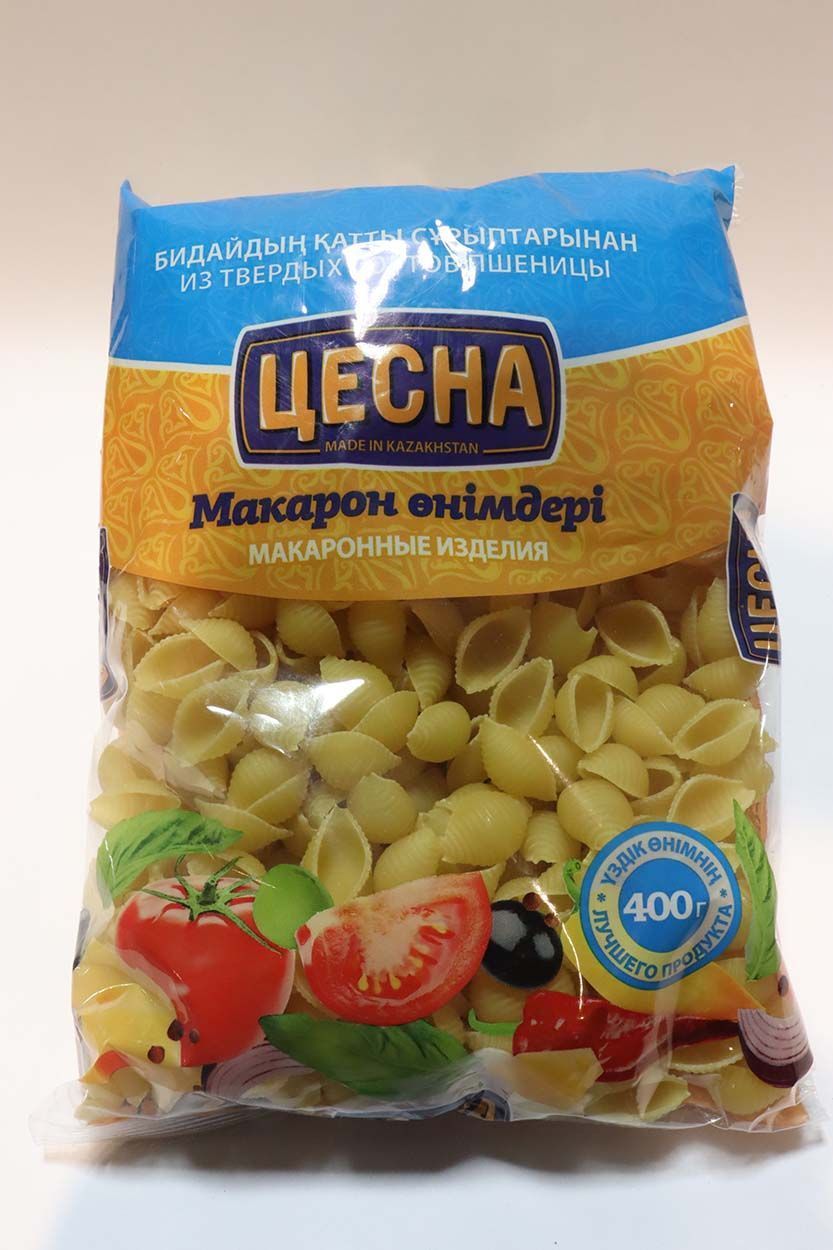 БИДАЙДЫҢ ҚАТТЫ СҰРЫПТАРЫНАН
ИЗ ТВЕРДЫХ СОРТОВ ПШЕНИЦЫ
ЦЕСНА
MADE IN KAZAKHSTAN
Макарон өнімдері
МАКАРОННЫЕ ИЗДЕЛИЯ
ҮЗДІК ӨНІМНІҢ
400г
ЛУЧШЕГО ПРОДУКТА